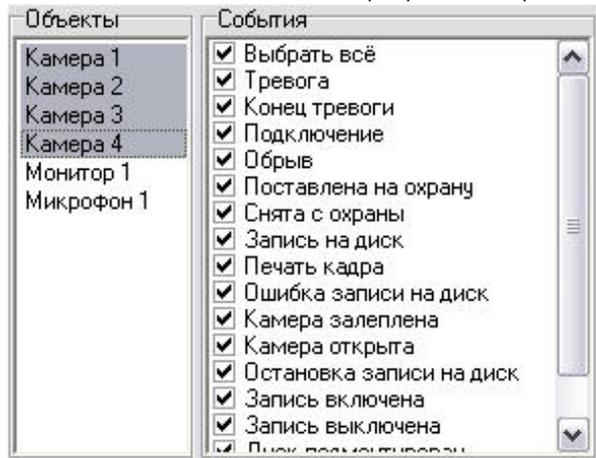 Объекты
Камера 1
Камера 2
Камера 3
Камера 4
Монитор 1
Микрофон 1
События
Выбрать всё
Тревога
Конец тревоги
Подключение
Обрыв
Поставлена на охрану
Снята с охраны
Запись на диск
Печать кадра
Ошибка записи на диск
Камера залеплена
Камера открыта
Остановка записи на диск
Запись включена
Запись выключена